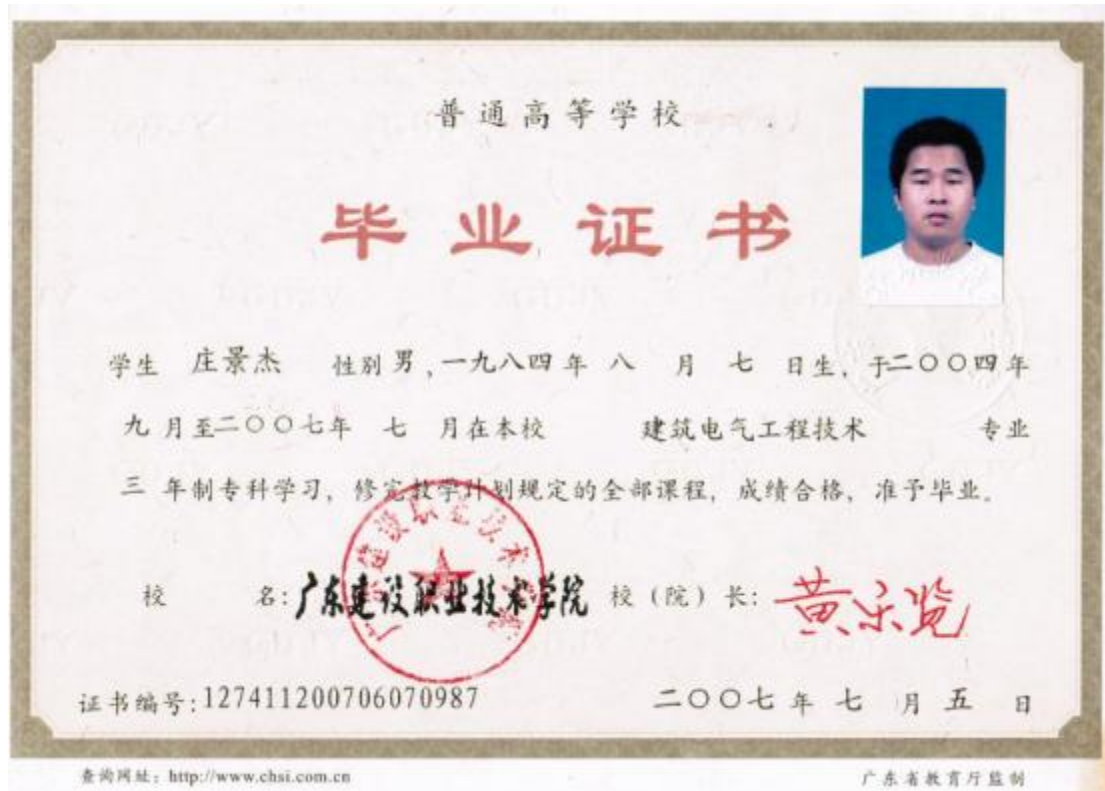 普通高等学校
毕业证书
学生 庄景杰 性别 男，一九八四年 八 月 七 日生，于二〇〇四年
九 月至二〇〇七年 七 月在本校 建筑电气工程技术 专业
三 年制专科学习，修完教学计划规定的全部课程，成绩合格，准予毕业。
校 名：广东建设职业技术学院 校（院）长：黄乐览
证书编号：127411200706070987 二〇〇七年 七 月 五 日
查询网址：http://www.chsi.com.cn 广东省教育厅监制